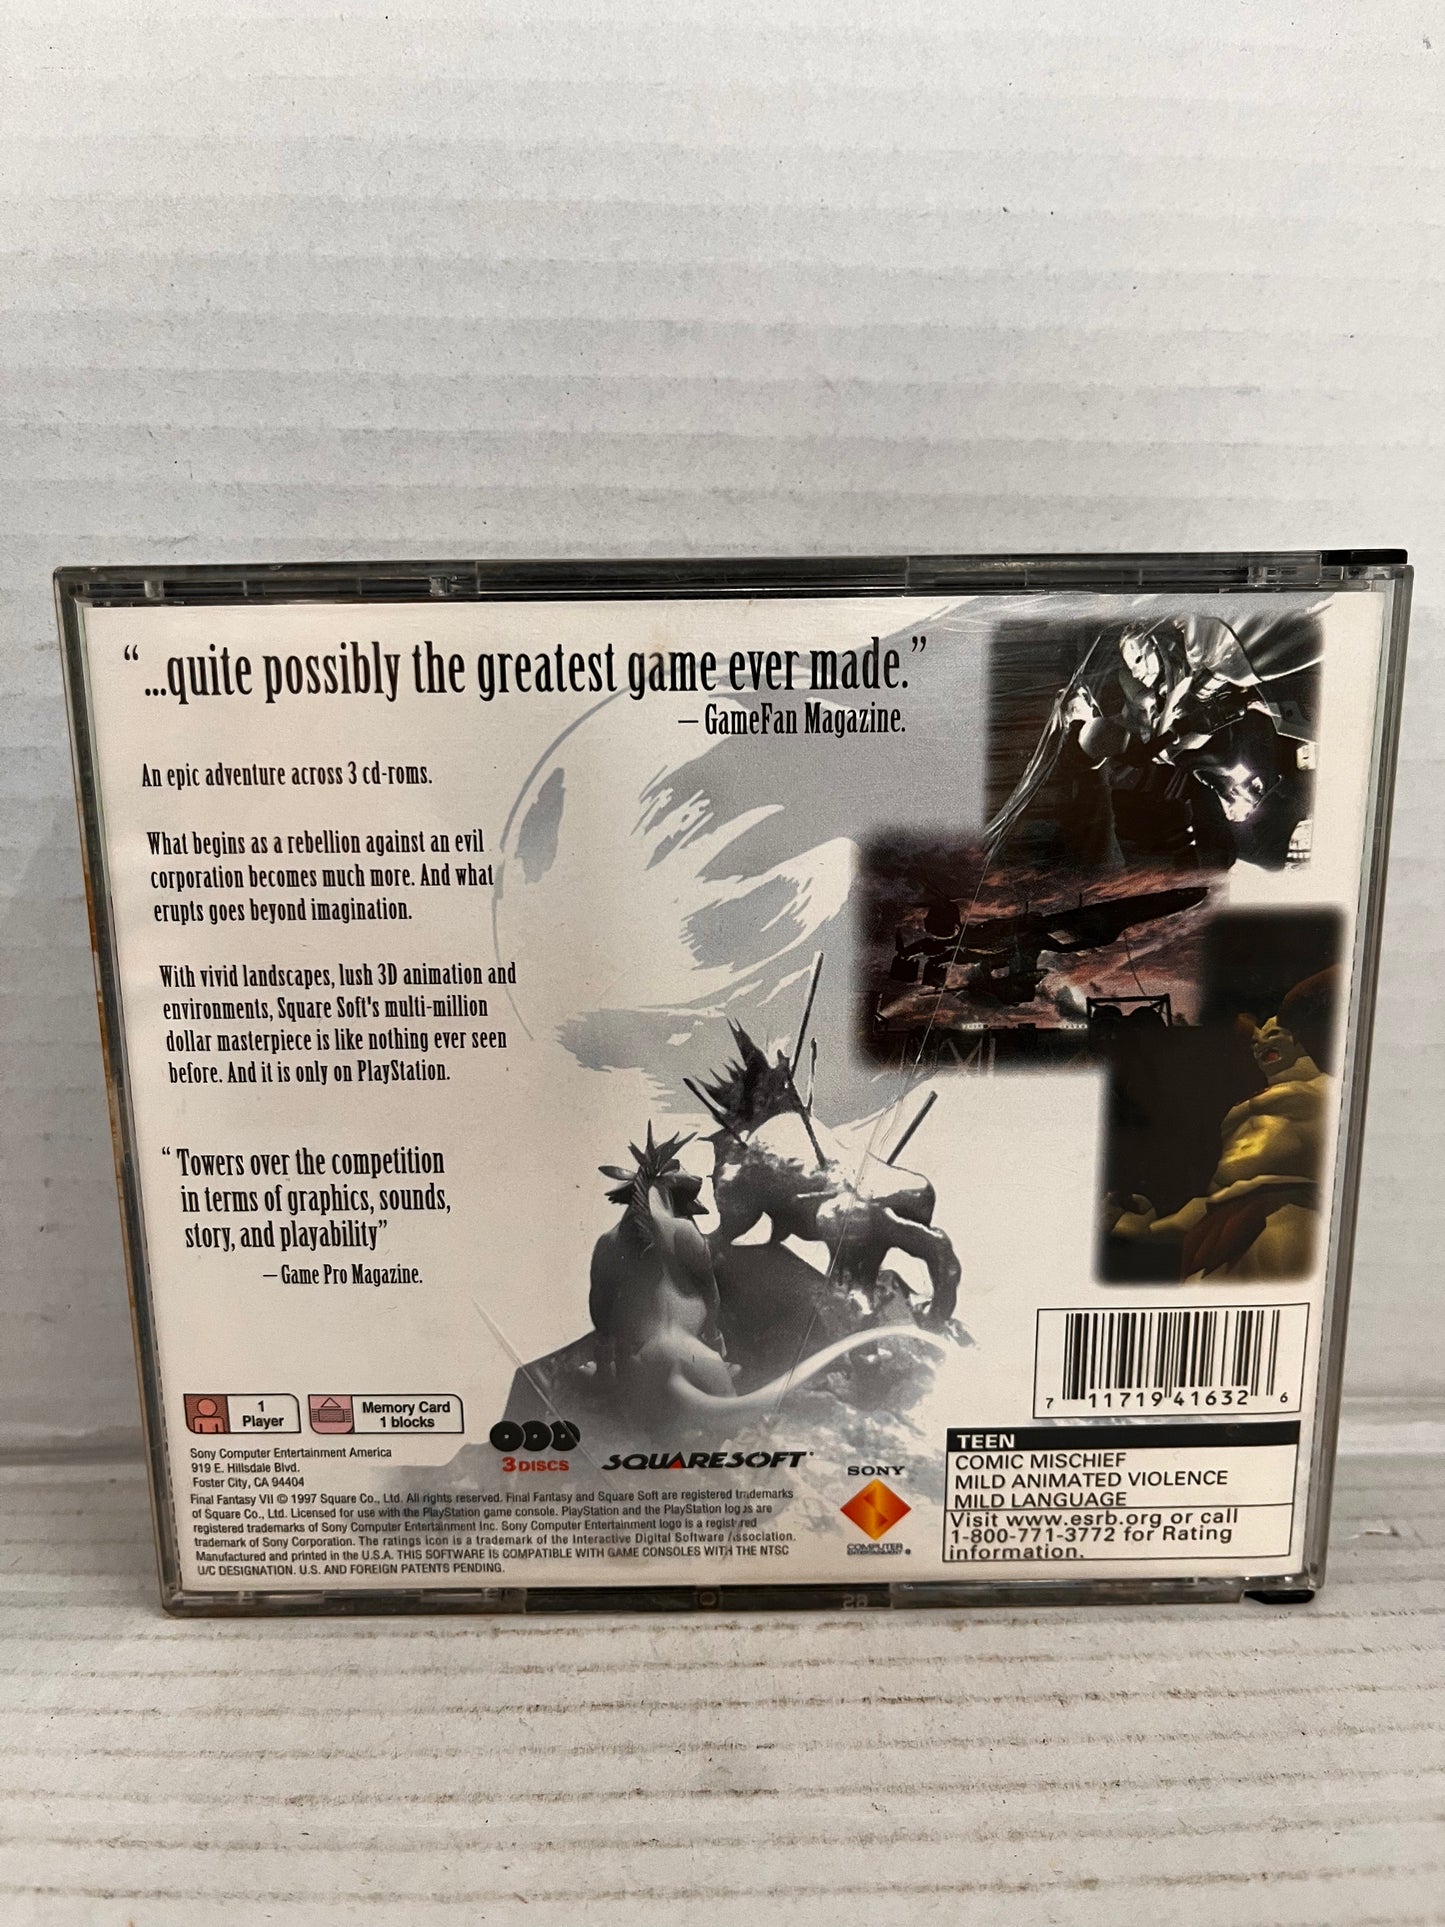 “ ...quite possibly the greatest game ever made.”
– GameFan Magazine.
An epic adventure across 3 cd-roms.
What begins as a rebellion against an evil
corporation becomes much more. And what
erupts goes beyond imagination.
With vivid landscapes, lush 3D animation and
environments, Square Soft's multi-million
dollar masterpiece is like nothing ever seen
before. And it is only on PlayStation.
“ Towers over the competition
in terms of graphics, sounds,
story, and playability”
– Game Pro Magazine.
1
Player
Memory Card
1 blocks
3 DISCS
SQUARESOFT
SONY
COMPUTER
ENTERTAINMENT ®
Sony Computer Entertainment America
919 E. Hillsdale Blvd.
Foster City, CA 94404
Final Fantasy VII © 1997 Square Co., Ltd. All rights reserved. Final Fantasy and Square Soft are registered trademarks
of Square Co., Ltd. Licensed for use with the PlayStation game console. PlayStation and the PlayStation logos are
registered trademarks of Sony Computer Entertainment Inc. Sony Computer Entertainment logo is a registered
trademark of Sony Corporation. The ratings icon is a trademark of the Interactive Digital Software Association.
Manufactured and printed in the U.S.A. THIS SOFTWARE IS COMPATIBLE WITH GAME CONSOLES WITH THE NTSC
U/C DESIGNATION. U.S. AND FOREIGN PATENTS PENDING.
7 11719 41632 6
TEEN
COMIC MISCHIEF
MILD ANIMATED VIOLENCE
MILD LANGUAGE
Visit www.esrb.org or call
1-800-771-3772 for Rating
information.